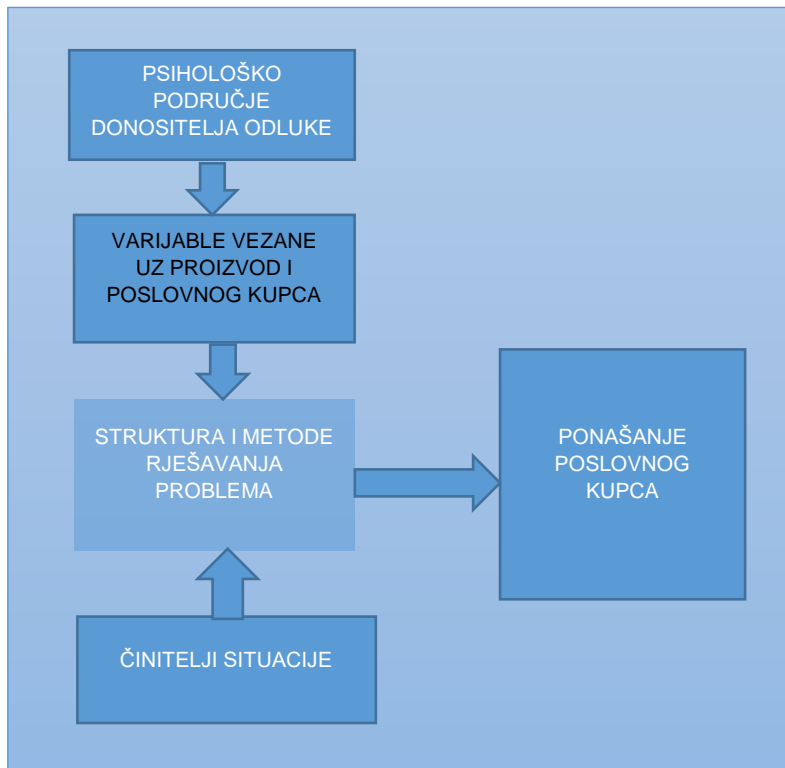 PSIHOLOŠKO
PODRUČJE
DONOSITELJA ODLUKE
VARIJABLE VEZANE
UZ PROIZVOD I
POSLOVNOG KUPCA
STRUKTURA I METODE
RJEŠAVANJA
PROBLEMA
PONAŠANJE
POSLOVNOG
KUPCA
ČINITELJI SITUACIJE